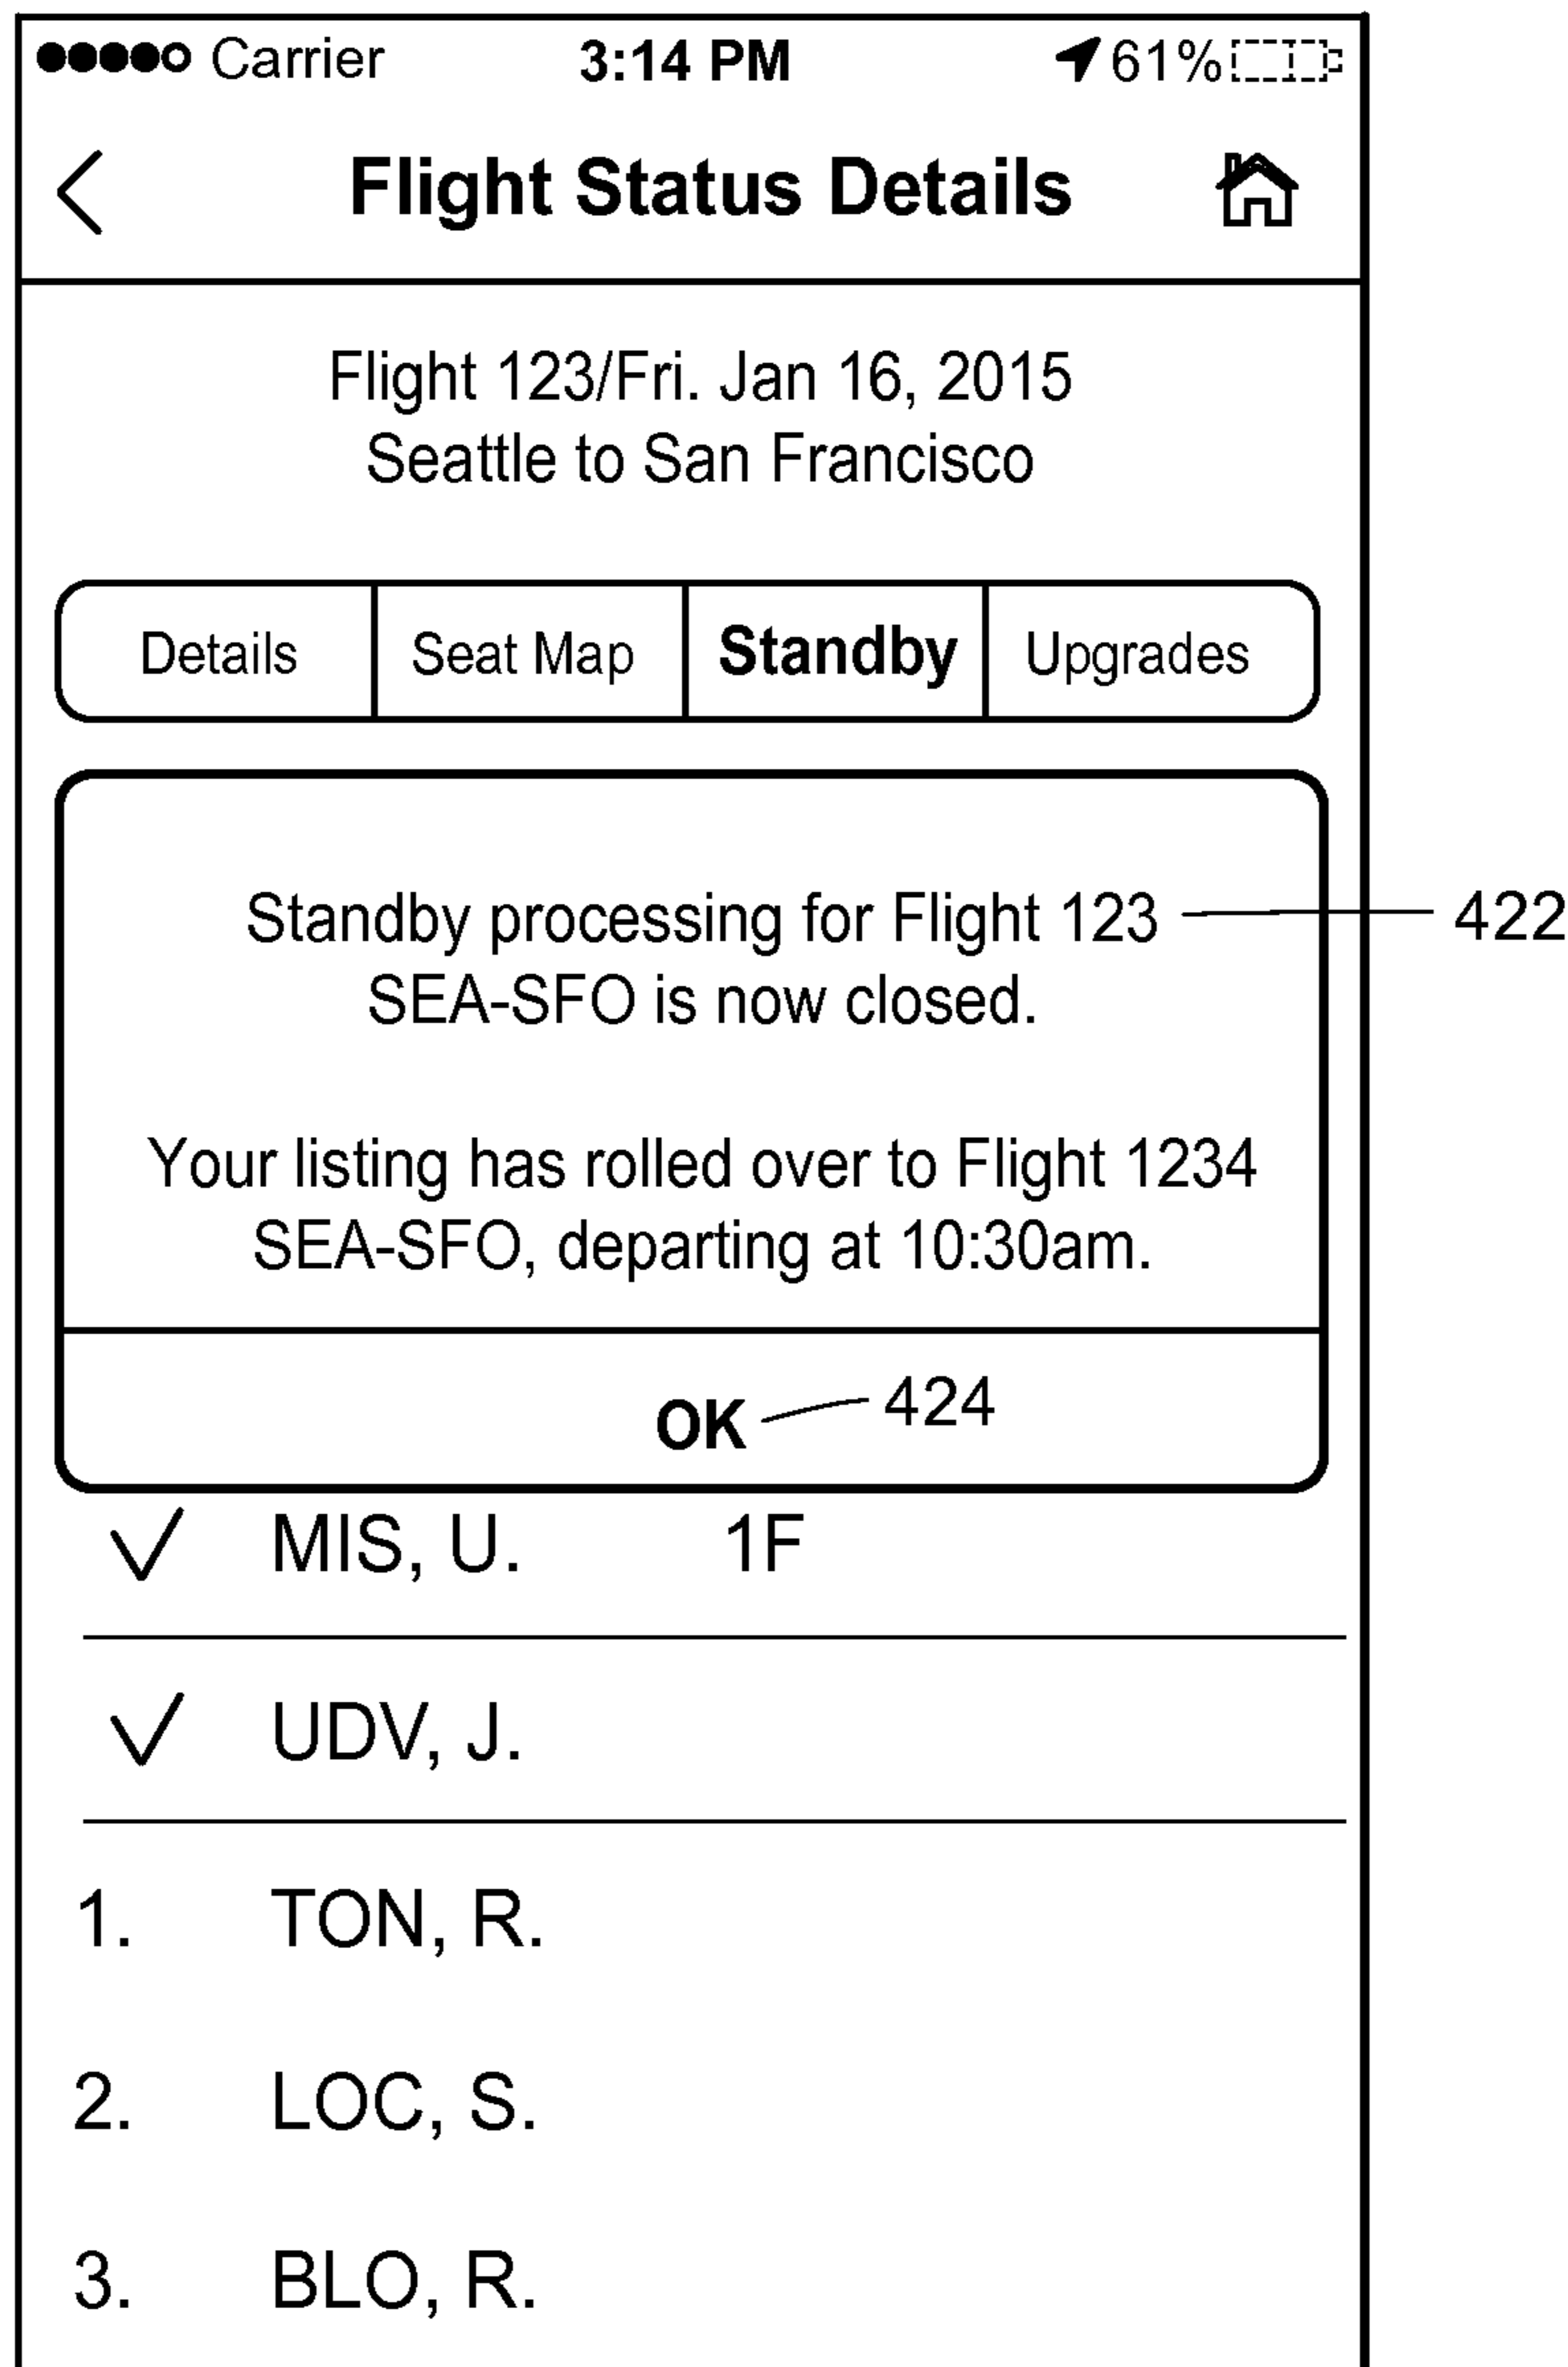 Carrier 3:14 PM 61%
Flight Status Details
Flight 123/Fri. Jan 16, 2015
Seattle to San Francisco
Details Seat Map Standby Upgrades
Standby processing for Flight 123 422
SEA-SFO is now closed.
Your listing has rolled over to Flight 1234
SEA-SFO, departing at 10:30am.
OK 424
MIS, U. 1F
UDV, J.
1. TON, R.
2. LOC, S.
3. BLO, R.